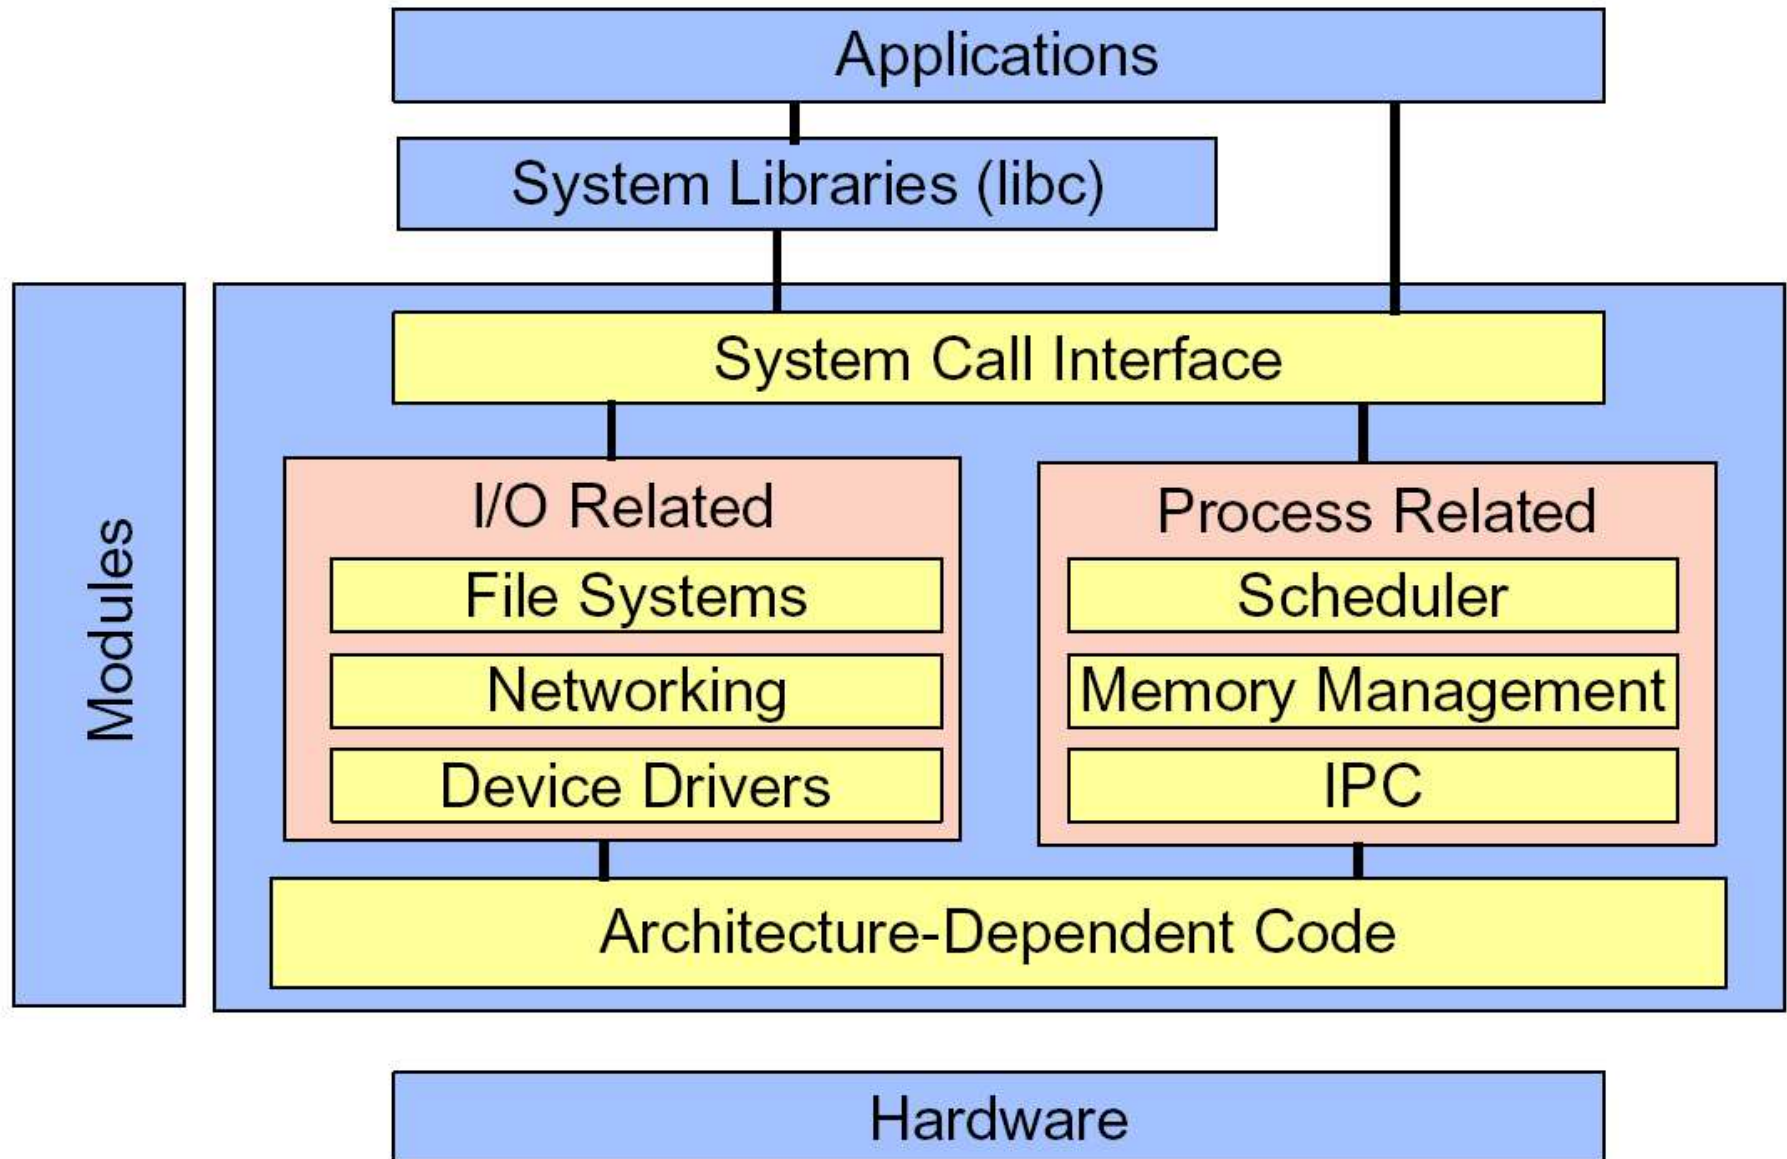 Applications
System Libraries (libc)
Modules
System Call Interface
I/O Related
File Systems
Networking
Device Drivers
Process Related
Scheduler
Memory Management
IPC
Architecture-Dependent Code
Hardware